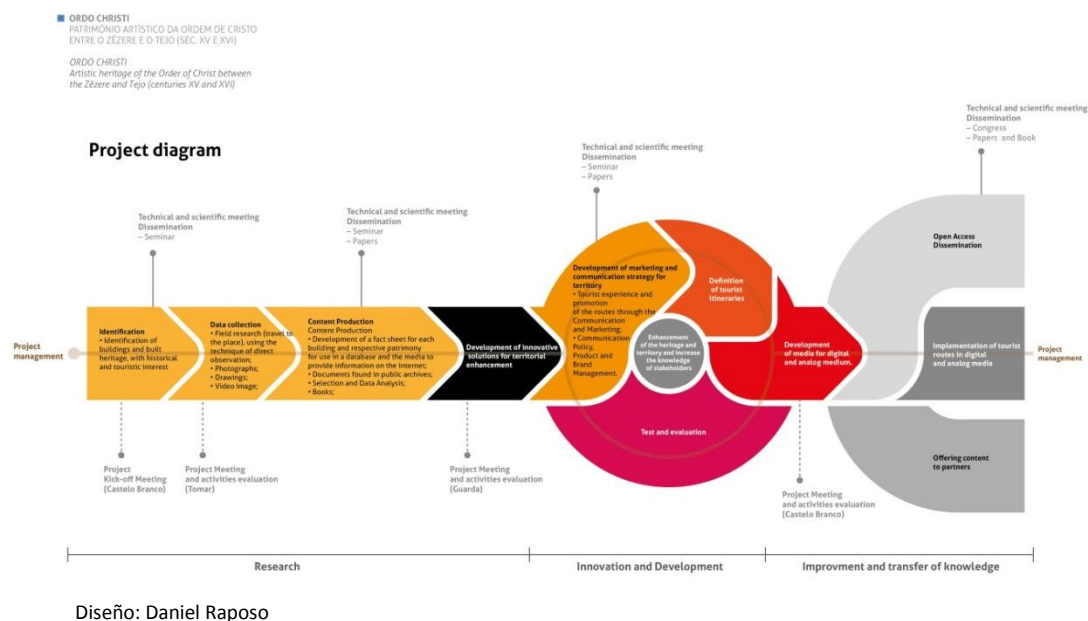 ORDO CHRISTI
PATRIMÓNIO ARTÍSTICO DA ORDEM DE CRISTO
ENTRE O ZÊZERE E O TEJO (SÉC. XV E XVI)
ORDO CHRISTI
Artistic heritage of the Order of Christ between
the Zêzere and Tejo (centuries XV and XVI)
Project diagram
Technical and scientific meeting
Dissemination
– Seminar
Technical and scientific meeting
Dissemination
– Seminar
– Papers
Technical and scientific meeting
Dissemination
– Seminar
– Papers
Technical and scientific meeting
Dissemination
– Congress
– Papers and Book
Project
management
Identification
• Identification of
buildings and built
heritage, with historical
and touristic interest
Data collection
• Field research (travel to
the place), using the
technique of direct
observation;
• Photographs;
• Drawings;
• Video Image;
Content Production
Content Production
• Development of a fact sheet for each
building and respective patrimony
for use in a database and the media to
provide information on the Internet;
• Documents found in public archives;
• Selection and Data Analysis;
• Books;
Development of innovative
solutions for territorial
enhancement
Development of marketing and
communication strategy for
territory
• Tourist experience and
promotion
of the routes through the
Communication
and Marketing;
• Communication
Policy,
Product and
Brand
Management.
Definition
of tourist
itineraries
Enhancement
of the heritage and
territory and increase
the knowledge
of stakeholders
Test and evaluation
Development
of media for digital
and analog medium.
Open Access
Dissemination
Implementation of tourist
routes in digital
and analog media
Offering content
to partners
Project
management
Project
Kick-off Meeting
(Castelo Branco)
Project Meeting
and activities evaluation
(Tomar)
Project Meeting
and activities evaluation
(Guarda)
Project Meeting
and activities evaluation
(Castelo Branco)
Research
Innovation and Development
Improvment and transfer of knowledge
Diseño: Daniel Raposo